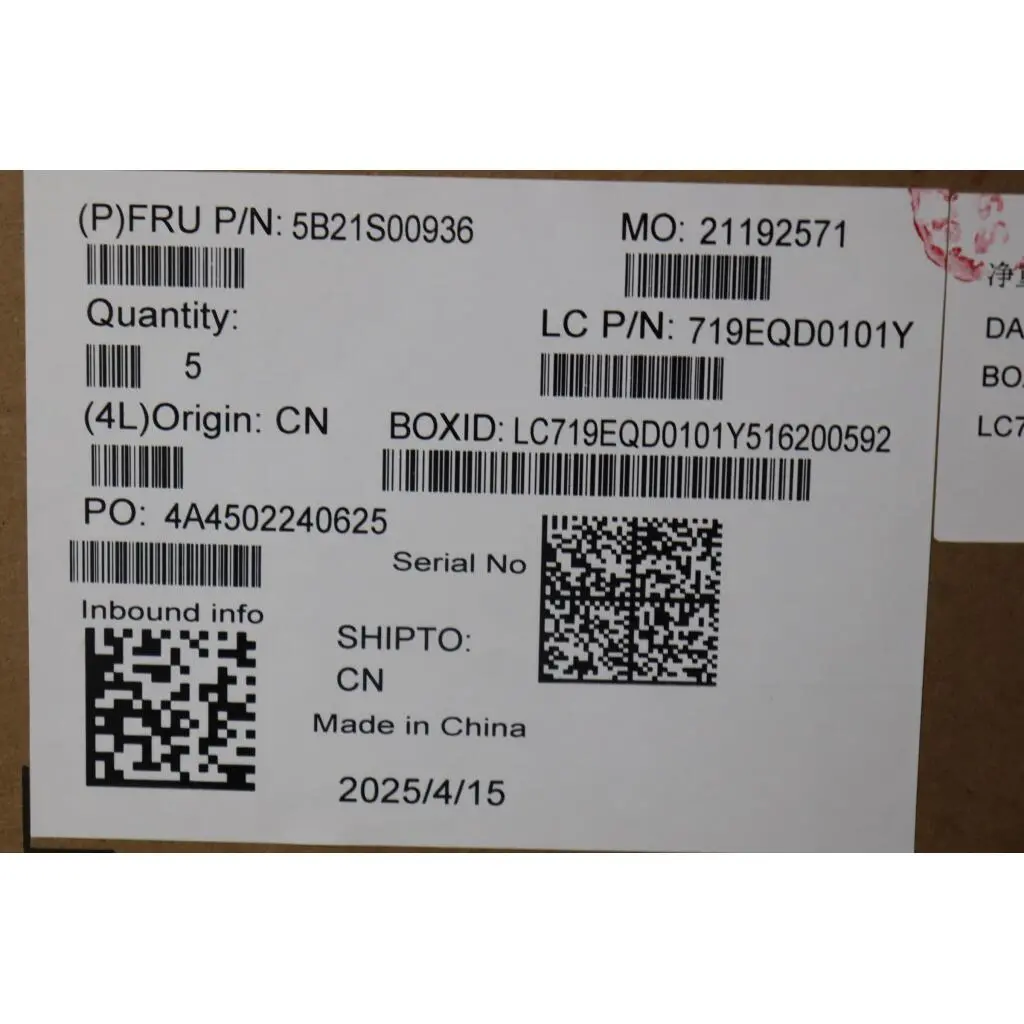 (P)FRU P/N: 5B21S00936
MO: 21192571
Quantity:
5
LC P/N: 719EQD0101Y
(4L)Origin: CN
BOXID: LC719EQD0101Y516200592
PO: 4A4502240625
Serial No
Inbound info
SHIPTO:
CN
Made in China
2025/4/15
净
DA
BO
LC7